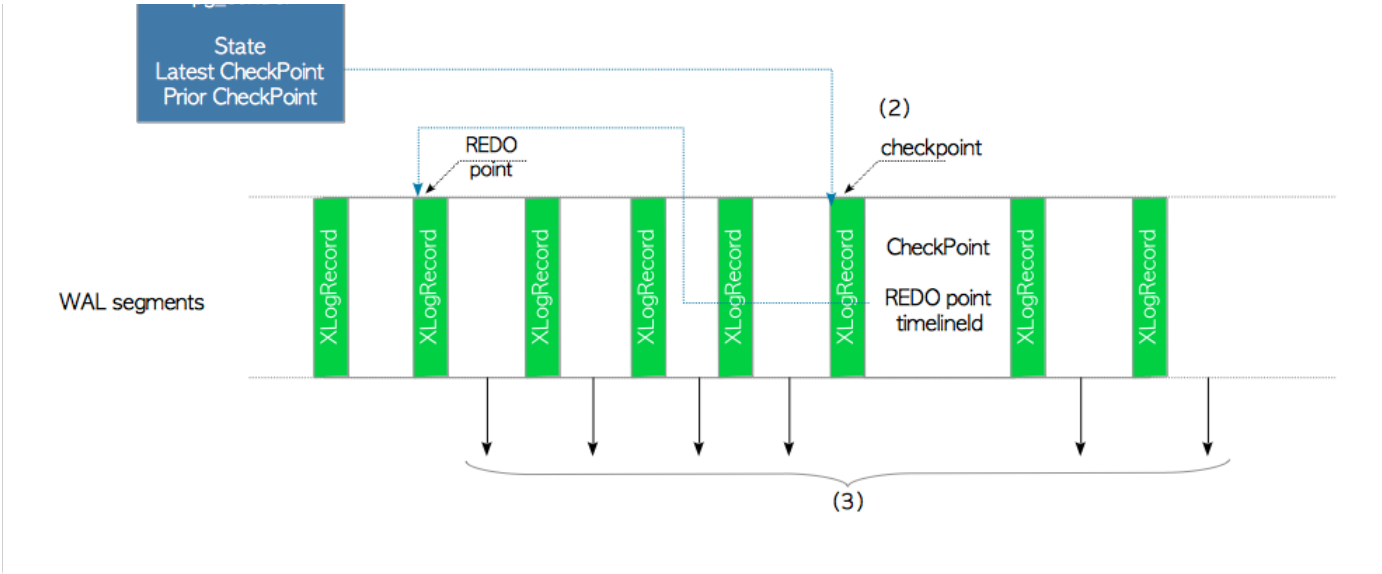 State
Latest CheckPoint
Prior CheckPoint
(2)
REDO
point
checkpoint
WAL segments
XLogRecord
XLogRecord
XLogRecord
XLogRecord
XLogRecord
XLogRecord
CheckPoint
REDO point
timelineId
XLogRecord
XLogRecord
(3)